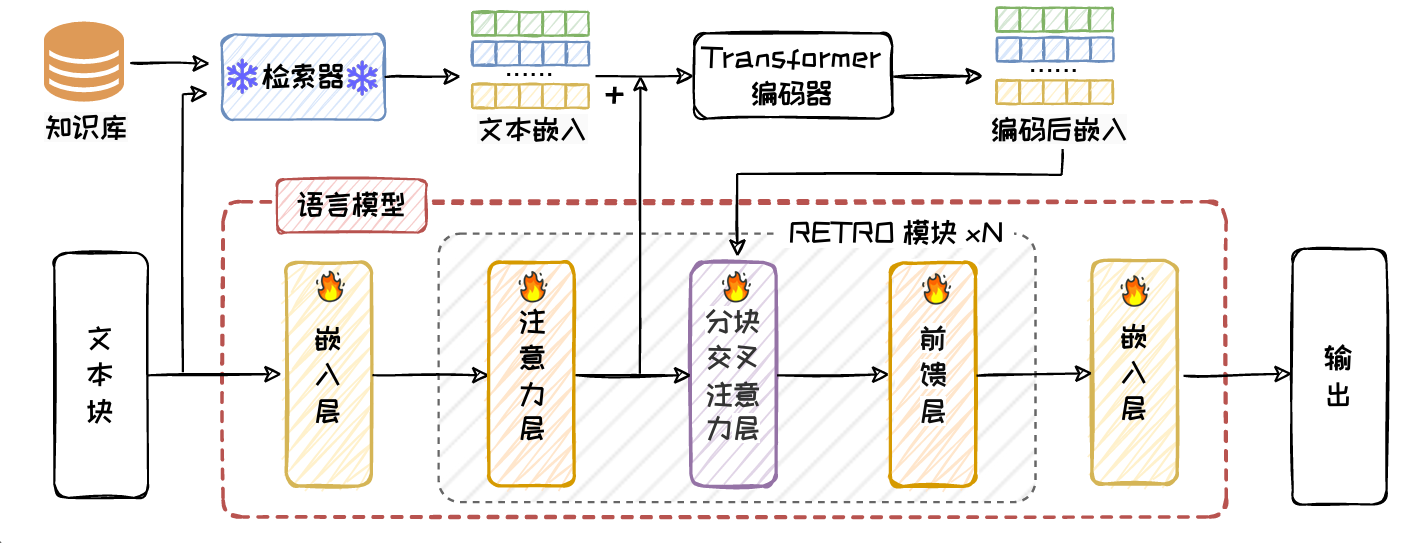 知识库
检索器
......
文本嵌入
+
Transformer
编码器
......
编码后嵌入
语言模型
RETRO 模块 xN
文
本
块
嵌
入
层
注
意
力
层
分块
交叉
注意
力层
前
馈
层
嵌
入
层
输
出